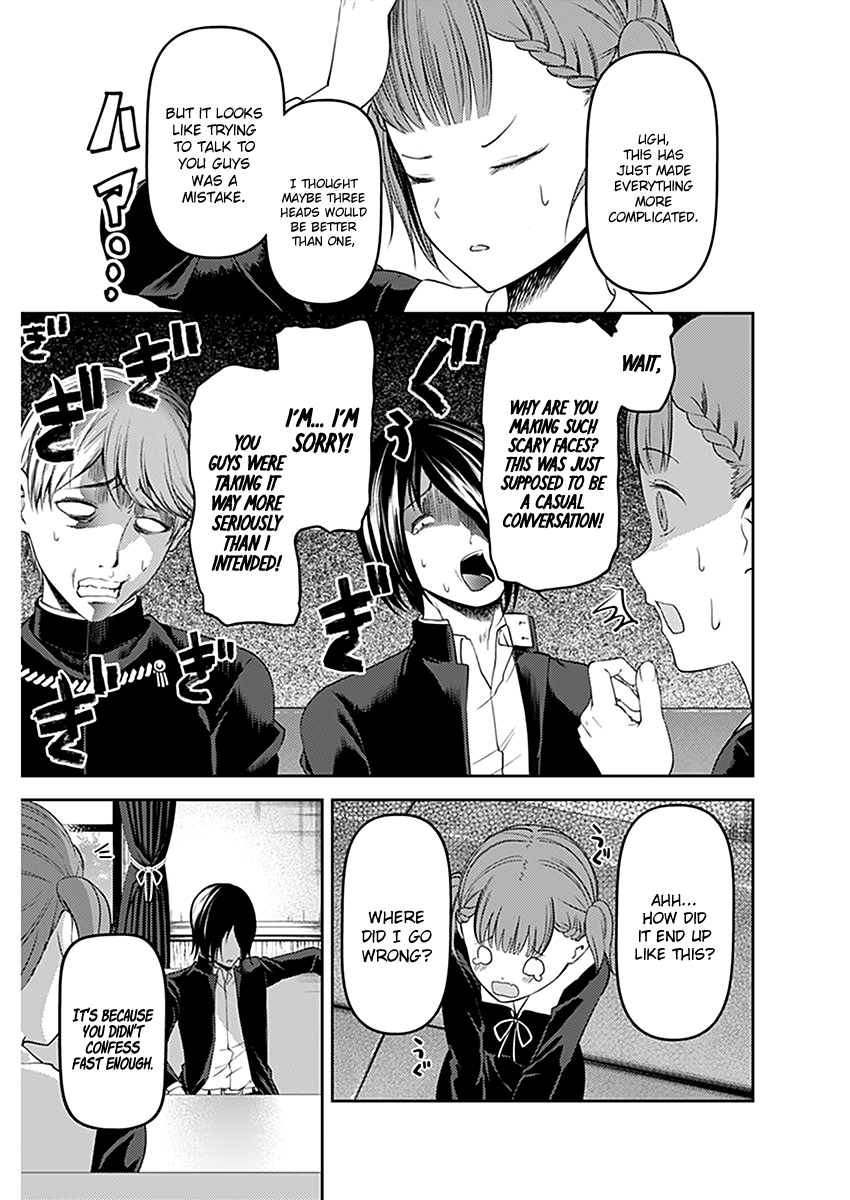 UGH,
THIS HAS
JUST MADE
EVERYTHING
MORE
COMPLICATED.
I THOUGHT
MAYBE THREE
HEADS WOULD
BE BETTER
THAN ONE,
BUT IT LOOKS
LIKE TRYING
TO TALK TO
YOU GUYS
WAS A
MISTAKE.
ハァ...
WAIT,
WHY ARE YOU
MAKING SUCH
SCARY FACES?
THIS WAS JUST
SUPPOSED TO BE
A CASUAL
CONVERSATION!
ぐ
う
ぎ
ぎ
I'M... I'M
SORRY!
YOU
GUYS WERE
TAKING IT
WAY MORE
SERIOUSLY
THAN I
INTENDED!
ぎ
ぎ
ぎ
ぎ
ぎ
AHH...
HOW DID
IT END UP
LIKE THIS?
うぐ
WHERE
DID I GO
WRONG?
うぐ
IT'S BECAUSE
YOU DIDN'T
CONFESS
FAST ENOUGH.